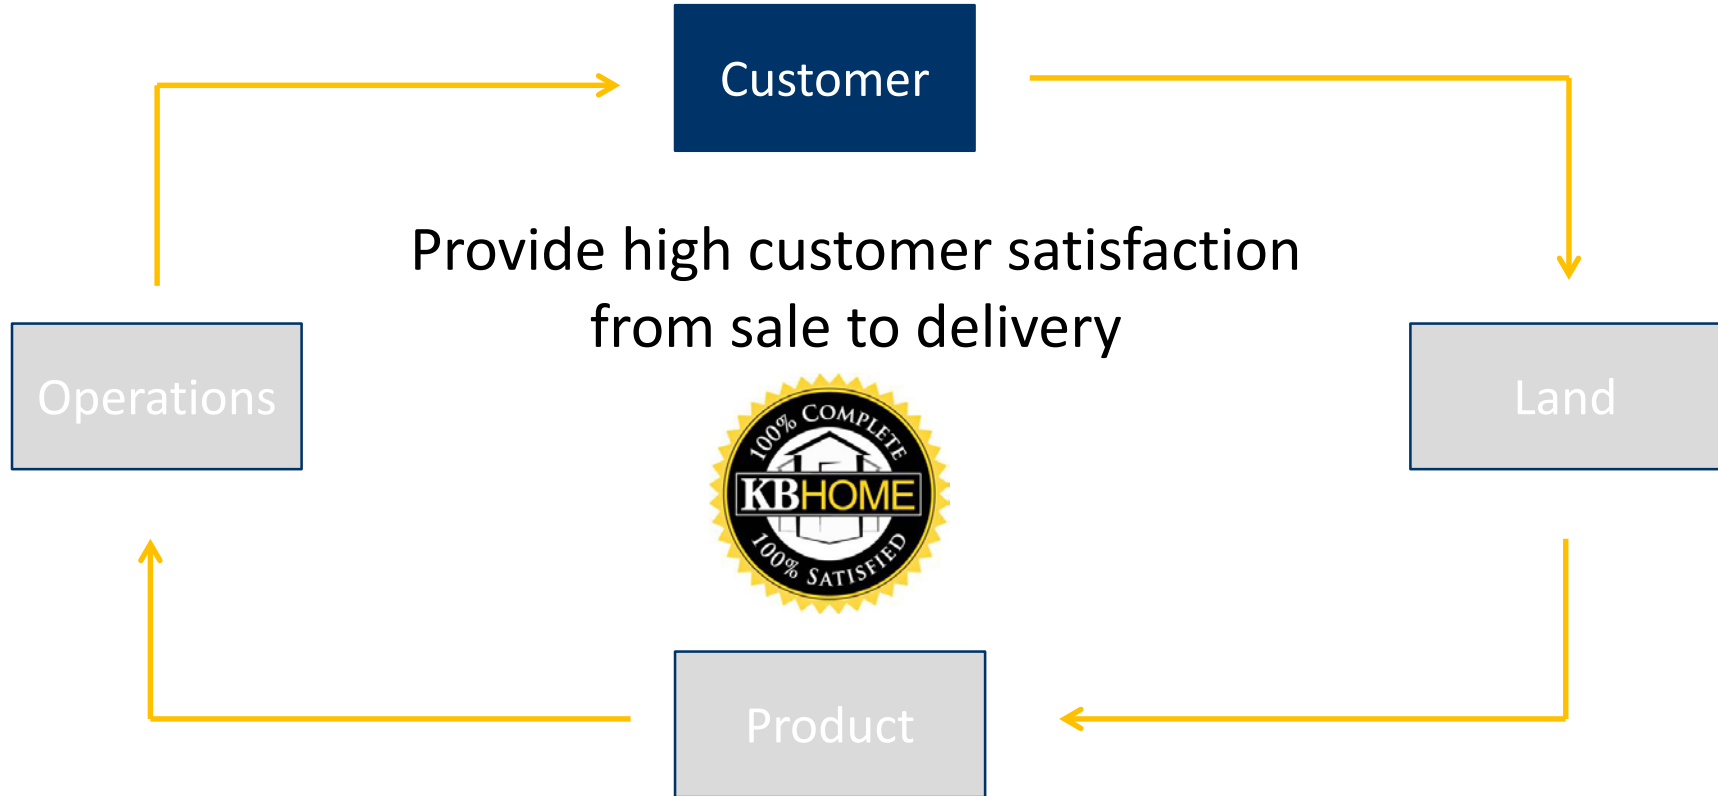 Customer
Provide high customer satisfaction
from sale to delivery
Operations
Land
100% COMPLETE
KBHOME
100% SATISFIED
Product